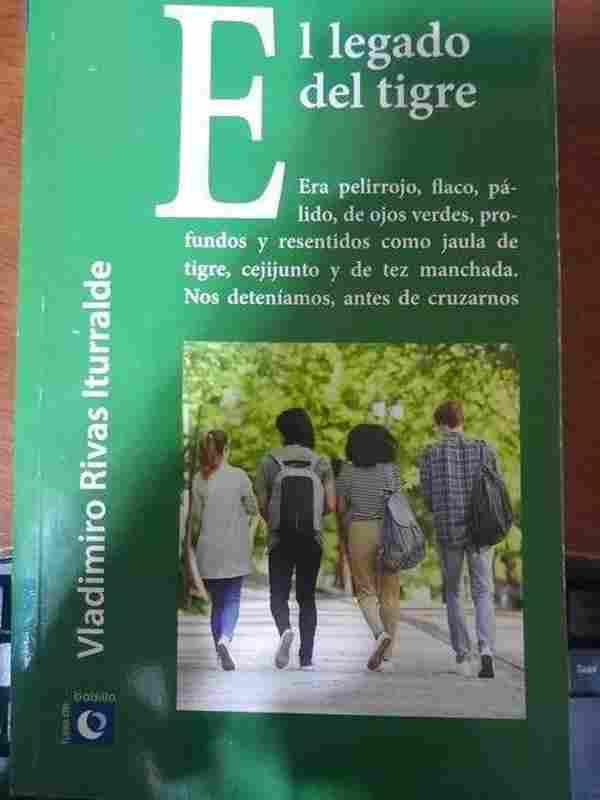 El legado
del tigre
Era pelirrojo, flaco, pá-
lido, de ojos verdes, pro-
fundos y resentidos como jaula de
tigre, cejijunto y de tez manchada.
Nos deteníamos, antes de cruzarnos
Vladimiro Rivas Iturralde